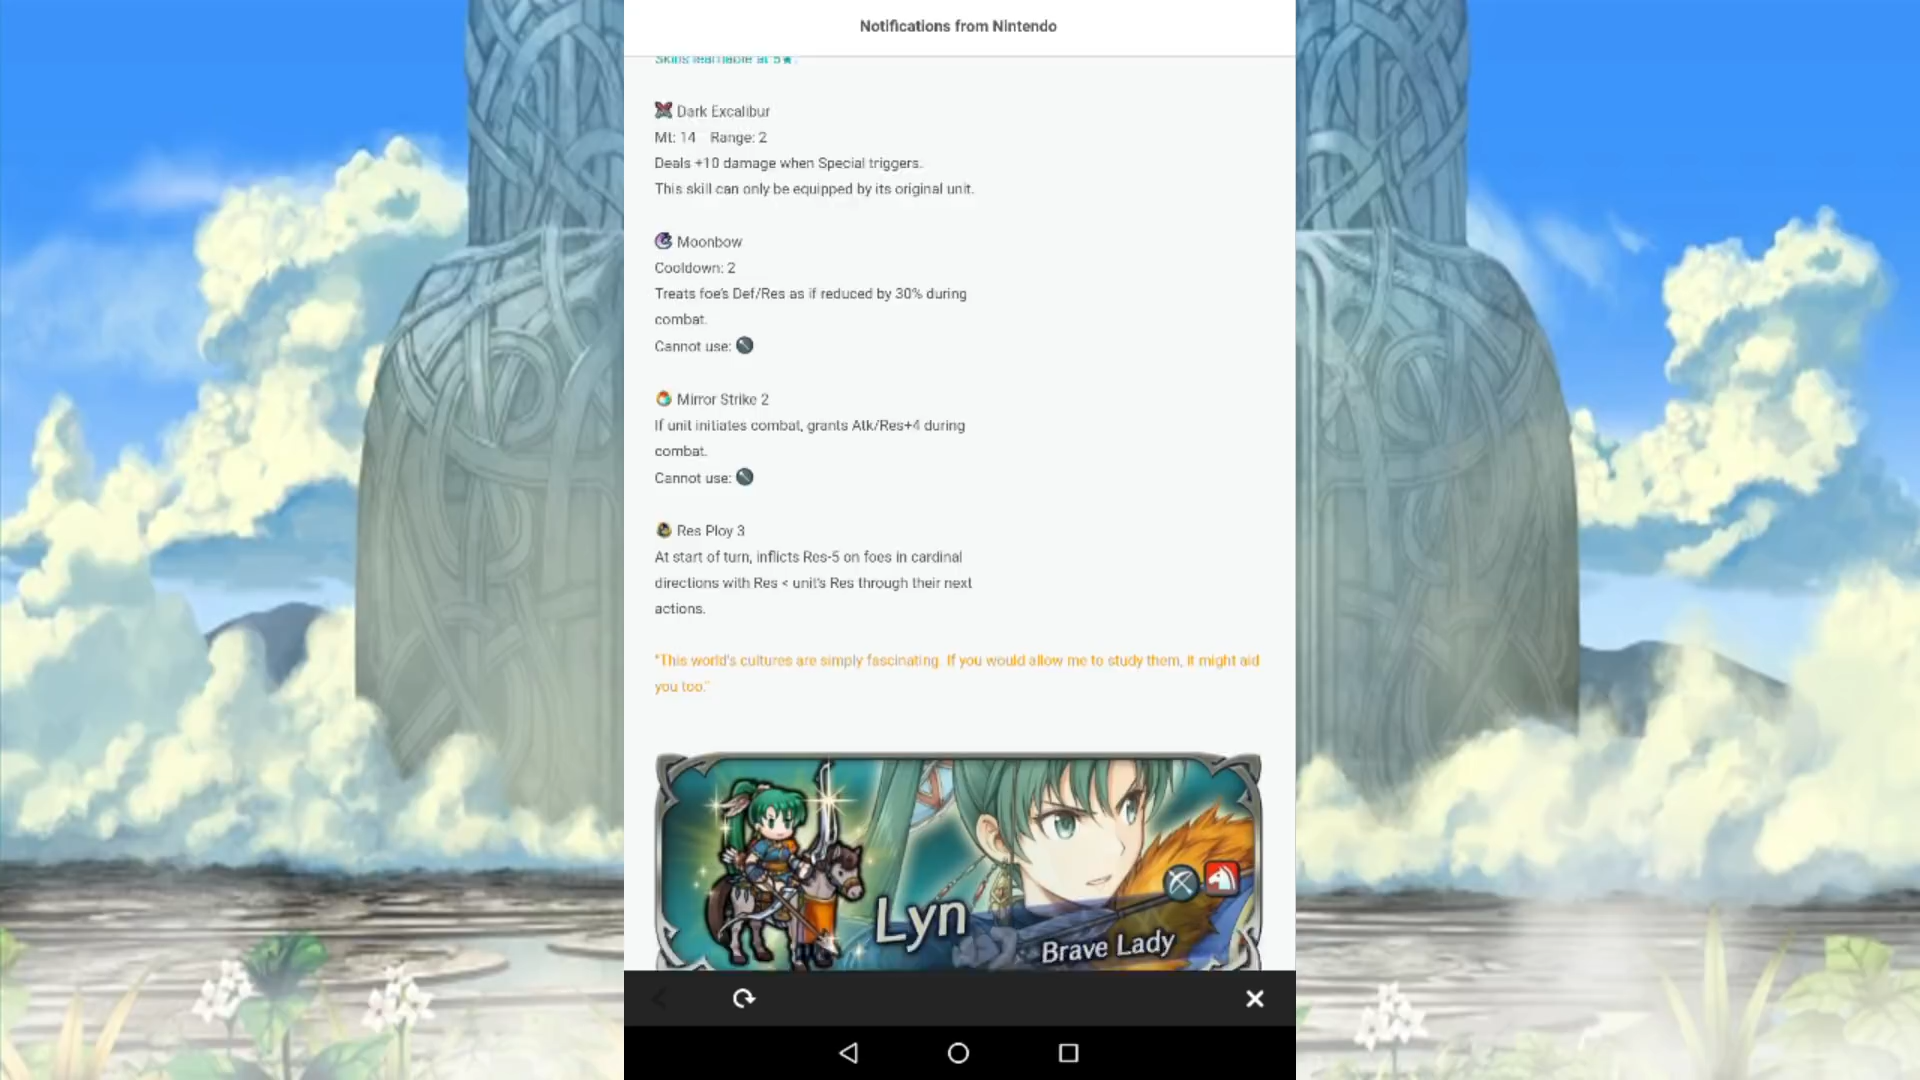 Notifications from Nintendo
Skills learnable at 5★
Dark Excalibur
Mt: 14 Range: 2
Deals +10 damage when Special triggers.
This skill can only be equipped by its original unit.
Moonbow
Cooldown: 2
Treats foe's Def/Res as if reduced by 30% during
combat.
Cannot use:
Mirror Strike 2
If unit initiates combat, grants Atk/Res+4 during
combat.
Cannot use:
Res Ploy 3
At start of turn, inflicts Res-5 on foes in cardinal
directions with Res < unit's Res through their next
actions.
"This world's cultures are simply fascinating. If you would allow me to study them, it might aid
you too."
Lyn
Brave Lady